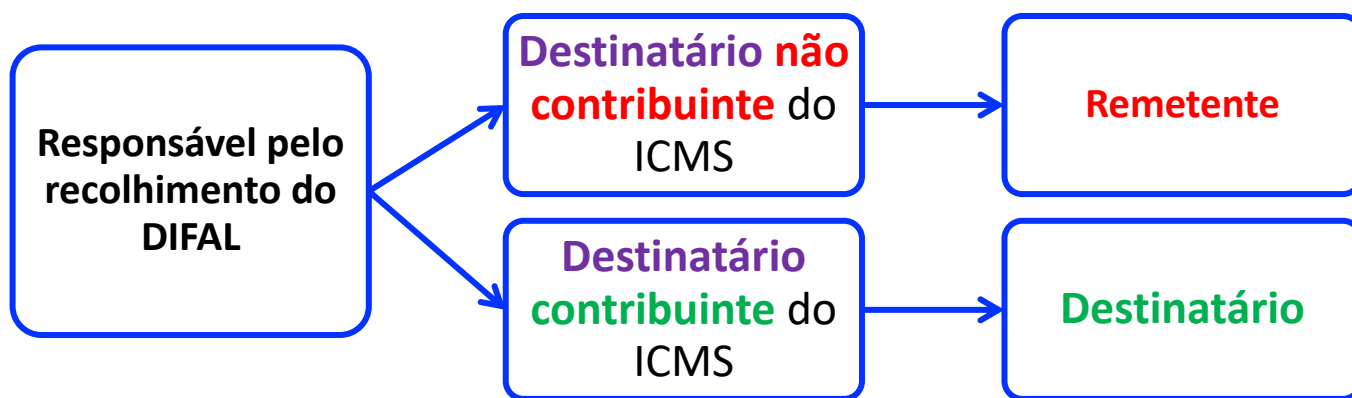 Responsável pelo
recolhimento do
DIFAL
Destinatário não
contribuinte do
ICMS
Remetente
Destinatário
contribuinte do
ICMS
Destinatário